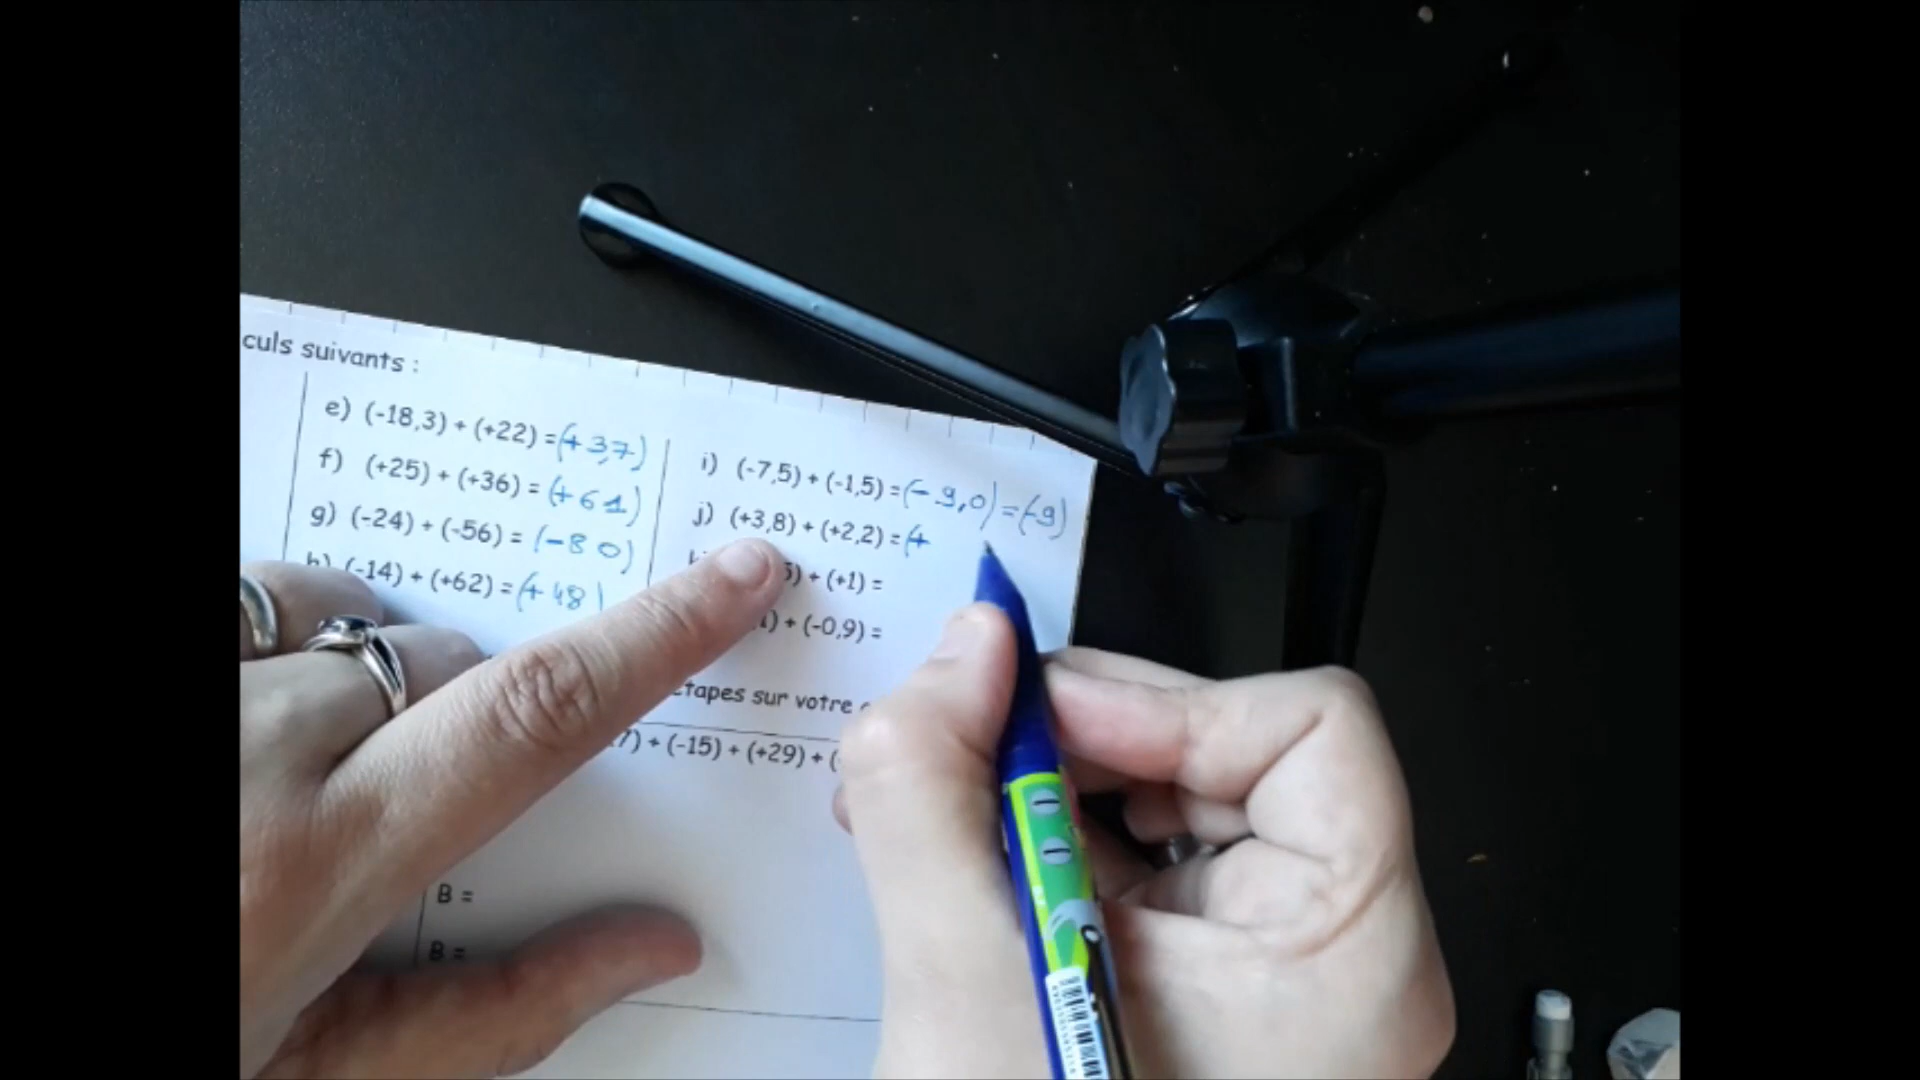 culs suivants :
e) (-18,3) + (+22) = (+3,7)
f) (+25) + (+36) = (+61)
g) (-24) + (-56) = (-80)
h) (-14) + (+62) = (+48)
i) (-7,5) + (-1,5) = (-9,0) = (-9)
j) (+3,8) + (+2,2) = (+
5) + (+1) =
1) + (-0,9) =
étapes sur votre
7) + (-15) + (+29) + (
B =
B =